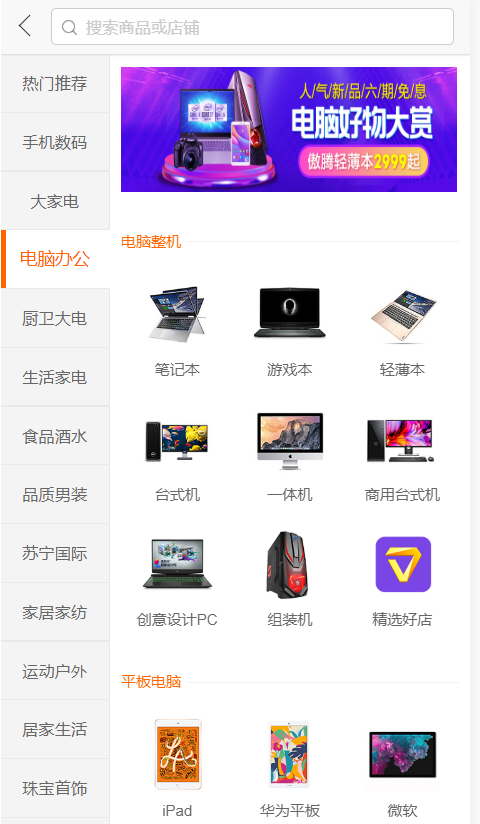 搜索商品或店铺
热门推荐
手机数码
大家电
电脑办公
厨卫大电
生活家电
食品酒水
品质男装
苏宁国际
家居家纺
运动户外
居家生活
珠宝首饰
人/气/新/品/六/期/免/息
电脑好物大赏
傲腾轻薄本2999起
电脑整机
笔记本
游戏本
轻薄本
台式机
一体机
商用台式机
创意设计PC
组装机
精选好店
平板电脑
iPad
华为平板
微软